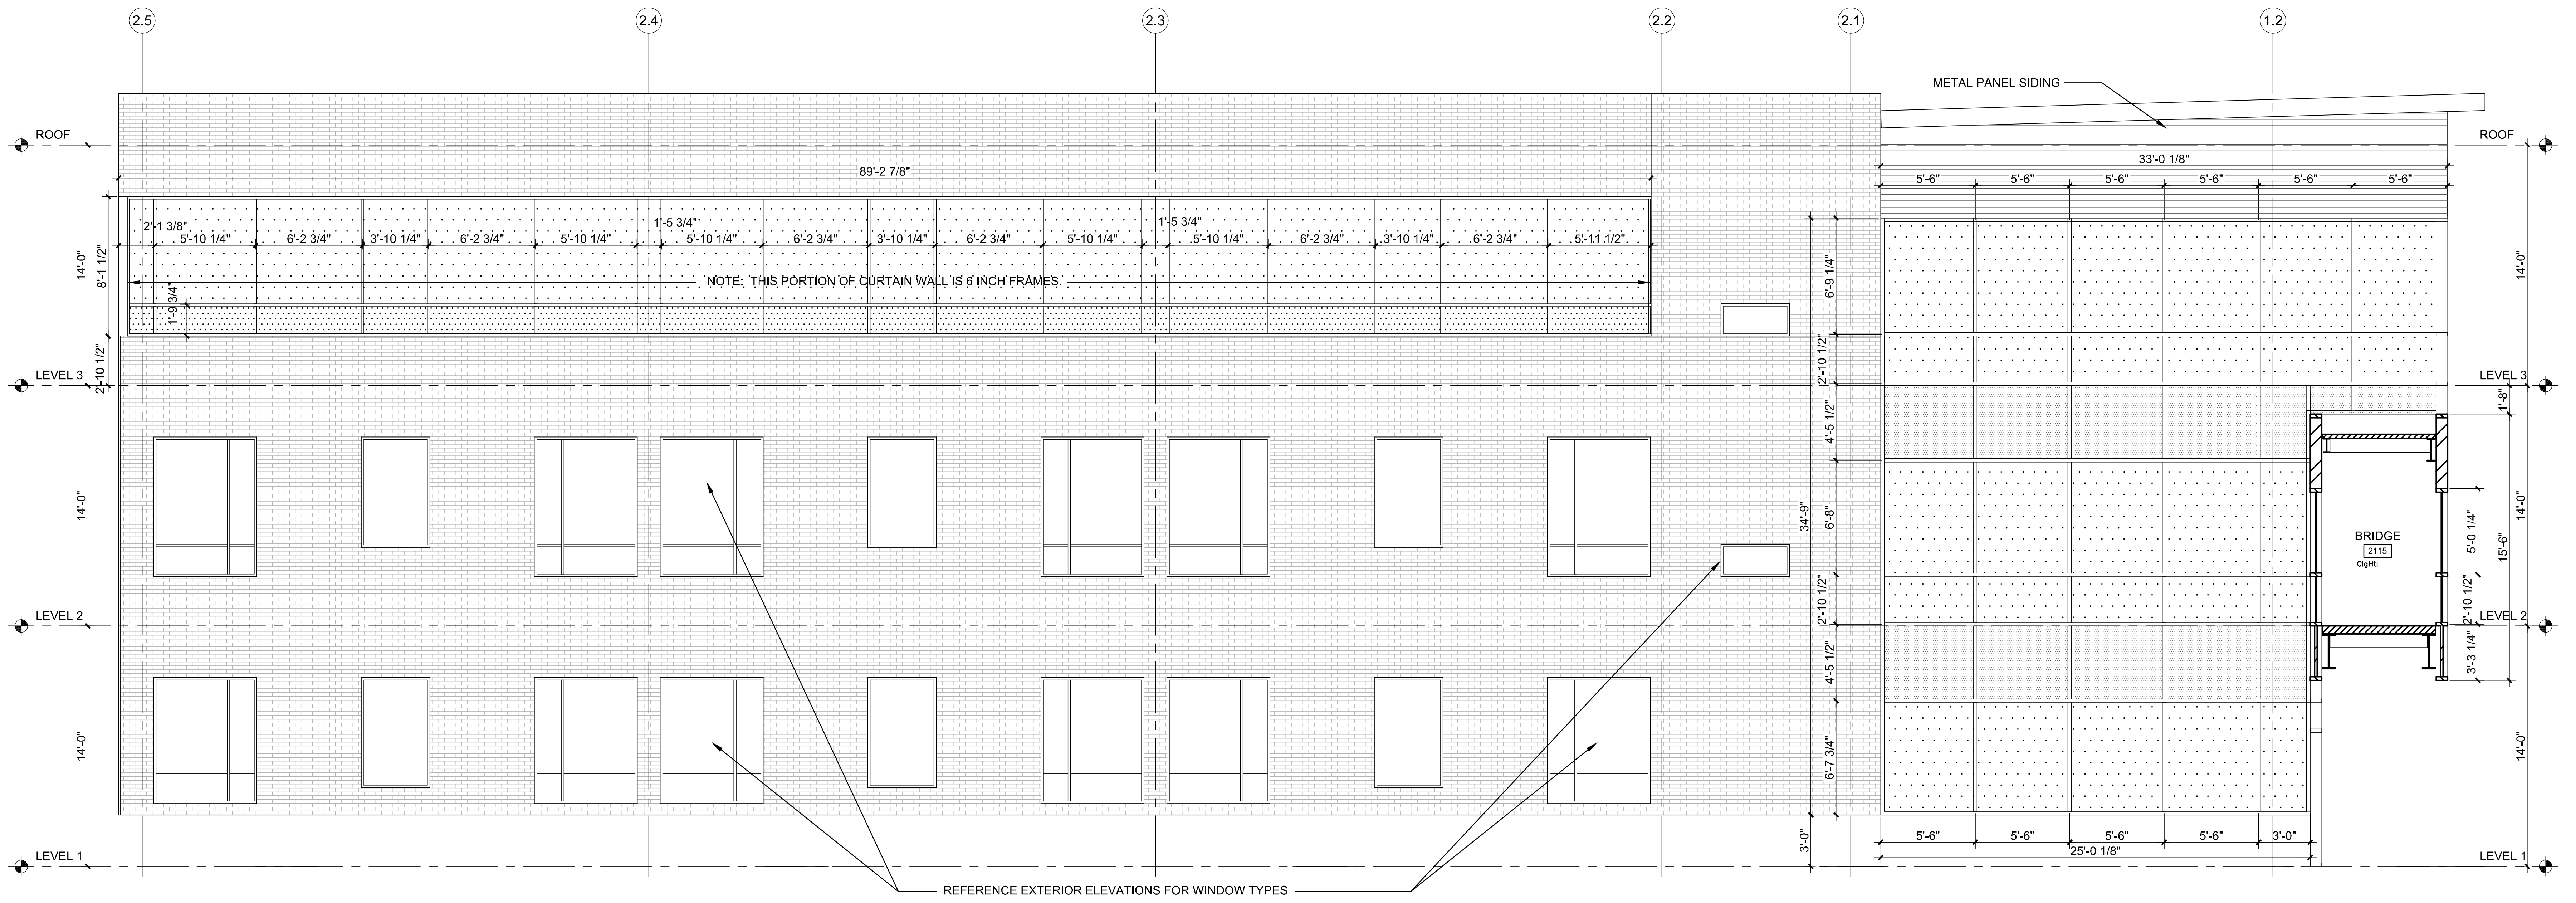 2.5 2.4 2.3 2.2 2.1 1.2
METAL PANEL SIDING
ROOF ROOF
33'-0 1/8"
89'-2 7/8"
5'-6" 5'-6" 5'-6" 5'-6" 5'-6" 5'-6"
2'-1 3/8" 1'-5 3/4" 1'-5 3/4"
5'-10 1/4" 6'-2 3/4" 3'-10 1/4" 6'-2 3/4" 5'-10 1/4" 5'-10 1/4" 6'-2 3/4" 3'-10 1/4" 6'-2 3/4" 5'-10 1/4" 5'-10 1/4" 6'-2 3/4" 3'-10 1/4" 6'-2 3/4" 5'-11 1/2"
14'-0" 8'-1 1/2" 6'-9 1/4" 14'-0"
NOTE: THIS PORTION OF CURTAIN WALL IS 6 INCH FRAMES.
1'-9 3/4"
2'-10 1/2" 2'-10 1/2"
LEVEL 3 LEVEL 3
1'-8"
4'-5 1/2"
14'-0" 34'-9" 6'-8" 14'-0"
5'-0 1/4" 15'-6"
BRIDGE
2115
ClgHt:
2'-10 1/2" 2'-10 1/2"
LEVEL 2 LEVEL 2
4'-5 1/2" 3'-3 1/4"
14'-0" 6'-7 3/4" 14'-0"
3'-0"
5'-6" 5'-6" 5'-6" 5'-6" 3'-0"
25'-0 1/8"
LEVEL 1 LEVEL 1
REFERENCE EXTERIOR ELEVATIONS FOR WINDOW TYPES